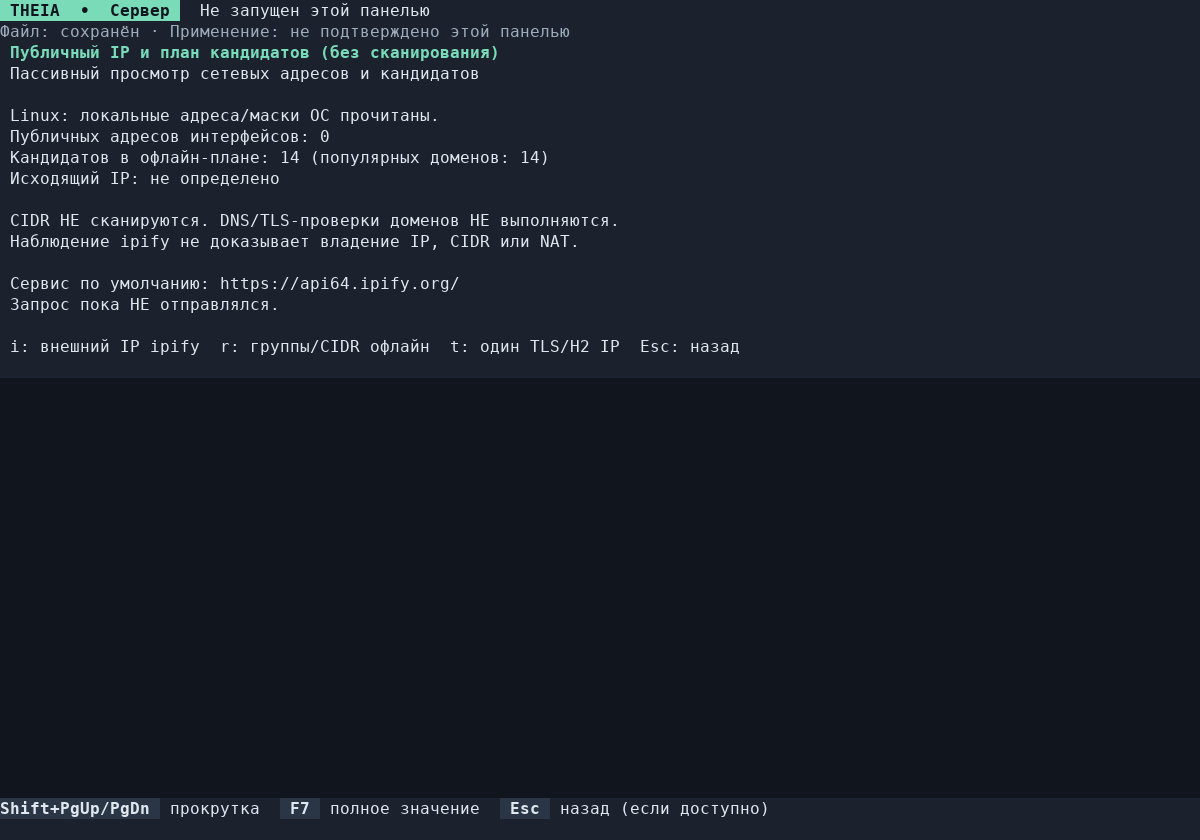 THEIA • Сервер Не запущен этой панелью
Файл: сохранён · Применение: не подтверждено этой панелью
Публичный IP и план кандидатов (без сканирования)
Пассивный просмотр сетевых адресов и кандидатов
Linux: локальные адреса/маски ОС прочитаны.
Публичных адресов интерфейсов: 0
Кандидатов в офлайн-плане: 14 (популярных доменов: 14)
Исходящий IP: не определено
CIDR НЕ сканируются. DNS/TLS-проверки доменов НЕ выполняются.
Наблюдение ipify не доказывает владение IP, CIDR или NAT.
Сервис по умолчанию: https://api64.ipify.org/
Запрос пока НЕ отправлялся.
i: внешний IP ipify r: группы/CIDR офлайн t: один TLS/H2 IP Esc: назад
Shift+PgUp/PgDn прокрутка F7 полное значение Esc назад (если доступно)